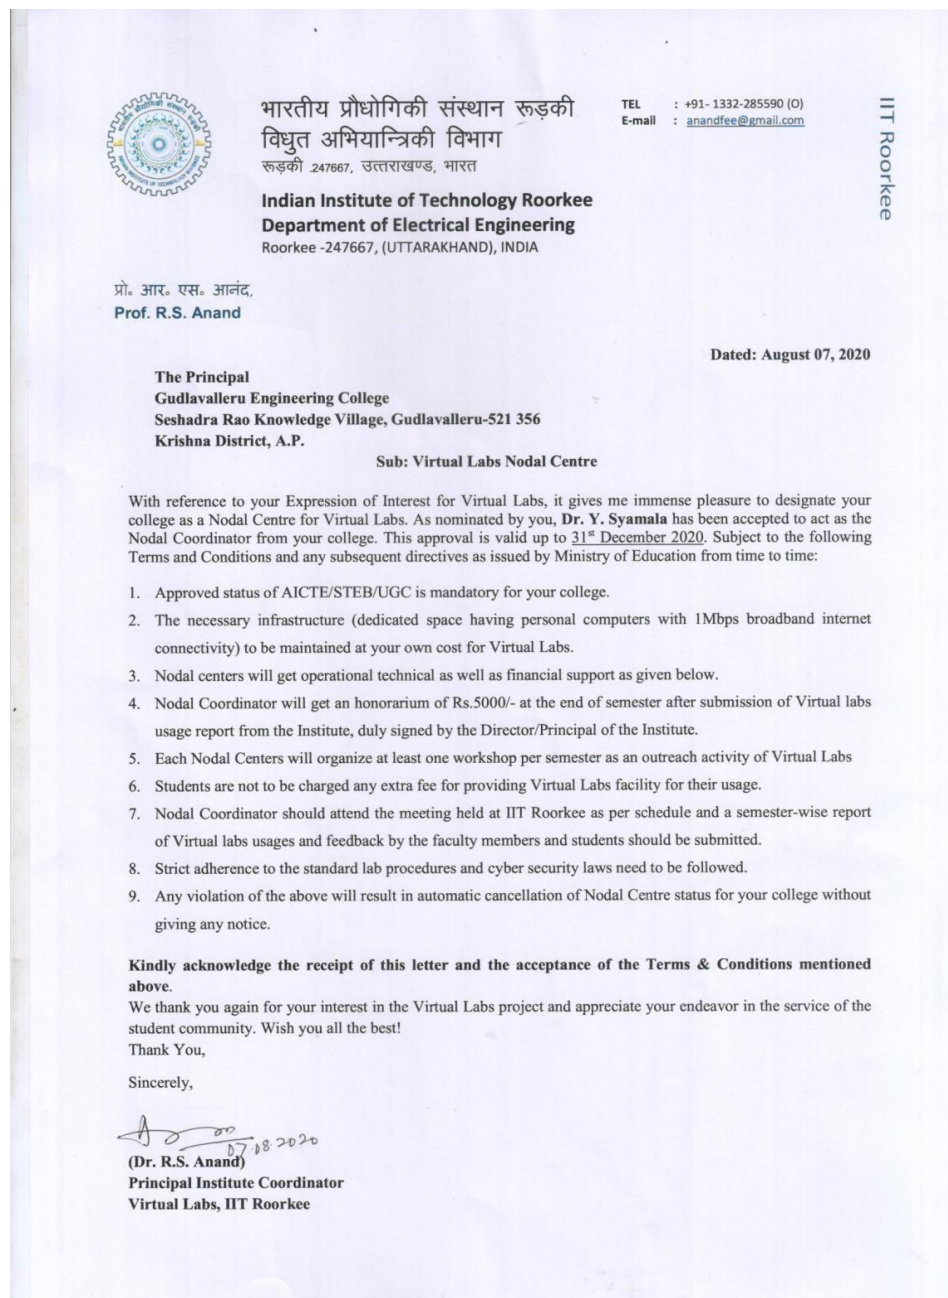 भारतीय प्रौधोगिकी संस्थान रूड़की
विधुत अभियान्त्रिकी विभाग
रूड़की .247667, उत्तराखण्ड, भारत
Indian Institute of Technology Roorkee
Department of Electrical Engineering
Roorkee -247667, (UTTARAKHAND), INDIA
TEL : +91- 1332-285590 (O)
E-mail : anandfee@gmail.com
IIT Roorkee
प्रो. आर. एस. आनंद,
Prof. R.S. Anand
Dated: August 07, 2020
The Principal
Gudlavalleru Engineering College
Seshadra Rao Knowledge Village, Gudlavalleru-521 356
Krishna District, A.P.
Sub: Virtual Labs Nodal Centre
With reference to your Expression of Interest for Virtual Labs, it gives me immense pleasure to designate your
college as a Nodal Centre for Virtual Labs. As nominated by you, Dr. Y. Syamala has been accepted to act as the
Nodal Coordinator from your college. This approval is valid up to 31st December 2020. Subject to the following
Terms and Conditions and any subsequent directives as issued by Ministry of Education from time to time:
1. Approved status of AICTE/STEB/UGC is mandatory for your college.
2. The necessary infrastructure (dedicated space having personal computers with 1Mbps broadband internet
connectivity) to be maintained at your own cost for Virtual Labs.
3. Nodal centers will get operational technical as well as financial support as given below.
4. Nodal Coordinator will get an honorarium of Rs.5000/- at the end of semester after submission of Virtual labs
usage report from the Institute, duly signed by the Director/Principal of the Institute.
5. Each Nodal Centers will organize at least one workshop per semester as an outreach activity of Virtual Labs
6. Students are not to be charged any extra fee for providing Virtual Labs facility for their usage.
7. Nodal Coordinator should attend the meeting held at IIT Roorkee as per schedule and a semester-wise report
of Virtual labs usages and feedback by the faculty members and students should be submitted.
8. Strict adherence to the standard lab procedures and cyber security laws need to be followed.
9. Any violation of the above will result in automatic cancellation of Nodal Centre status for your college without
giving any notice.
Kindly acknowledge the receipt of this letter and the acceptance of the Terms & Conditions mentioned
above.
We thank you again for your interest in the Virtual Labs project and appreciate your endeavor in the service of the
student community. Wish you all the best!
Thank You,
Sincerely,
07.08.2020
(Dr. R.S. Anand)
Principal Institute Coordinator
Virtual Labs, IIT Roorkee